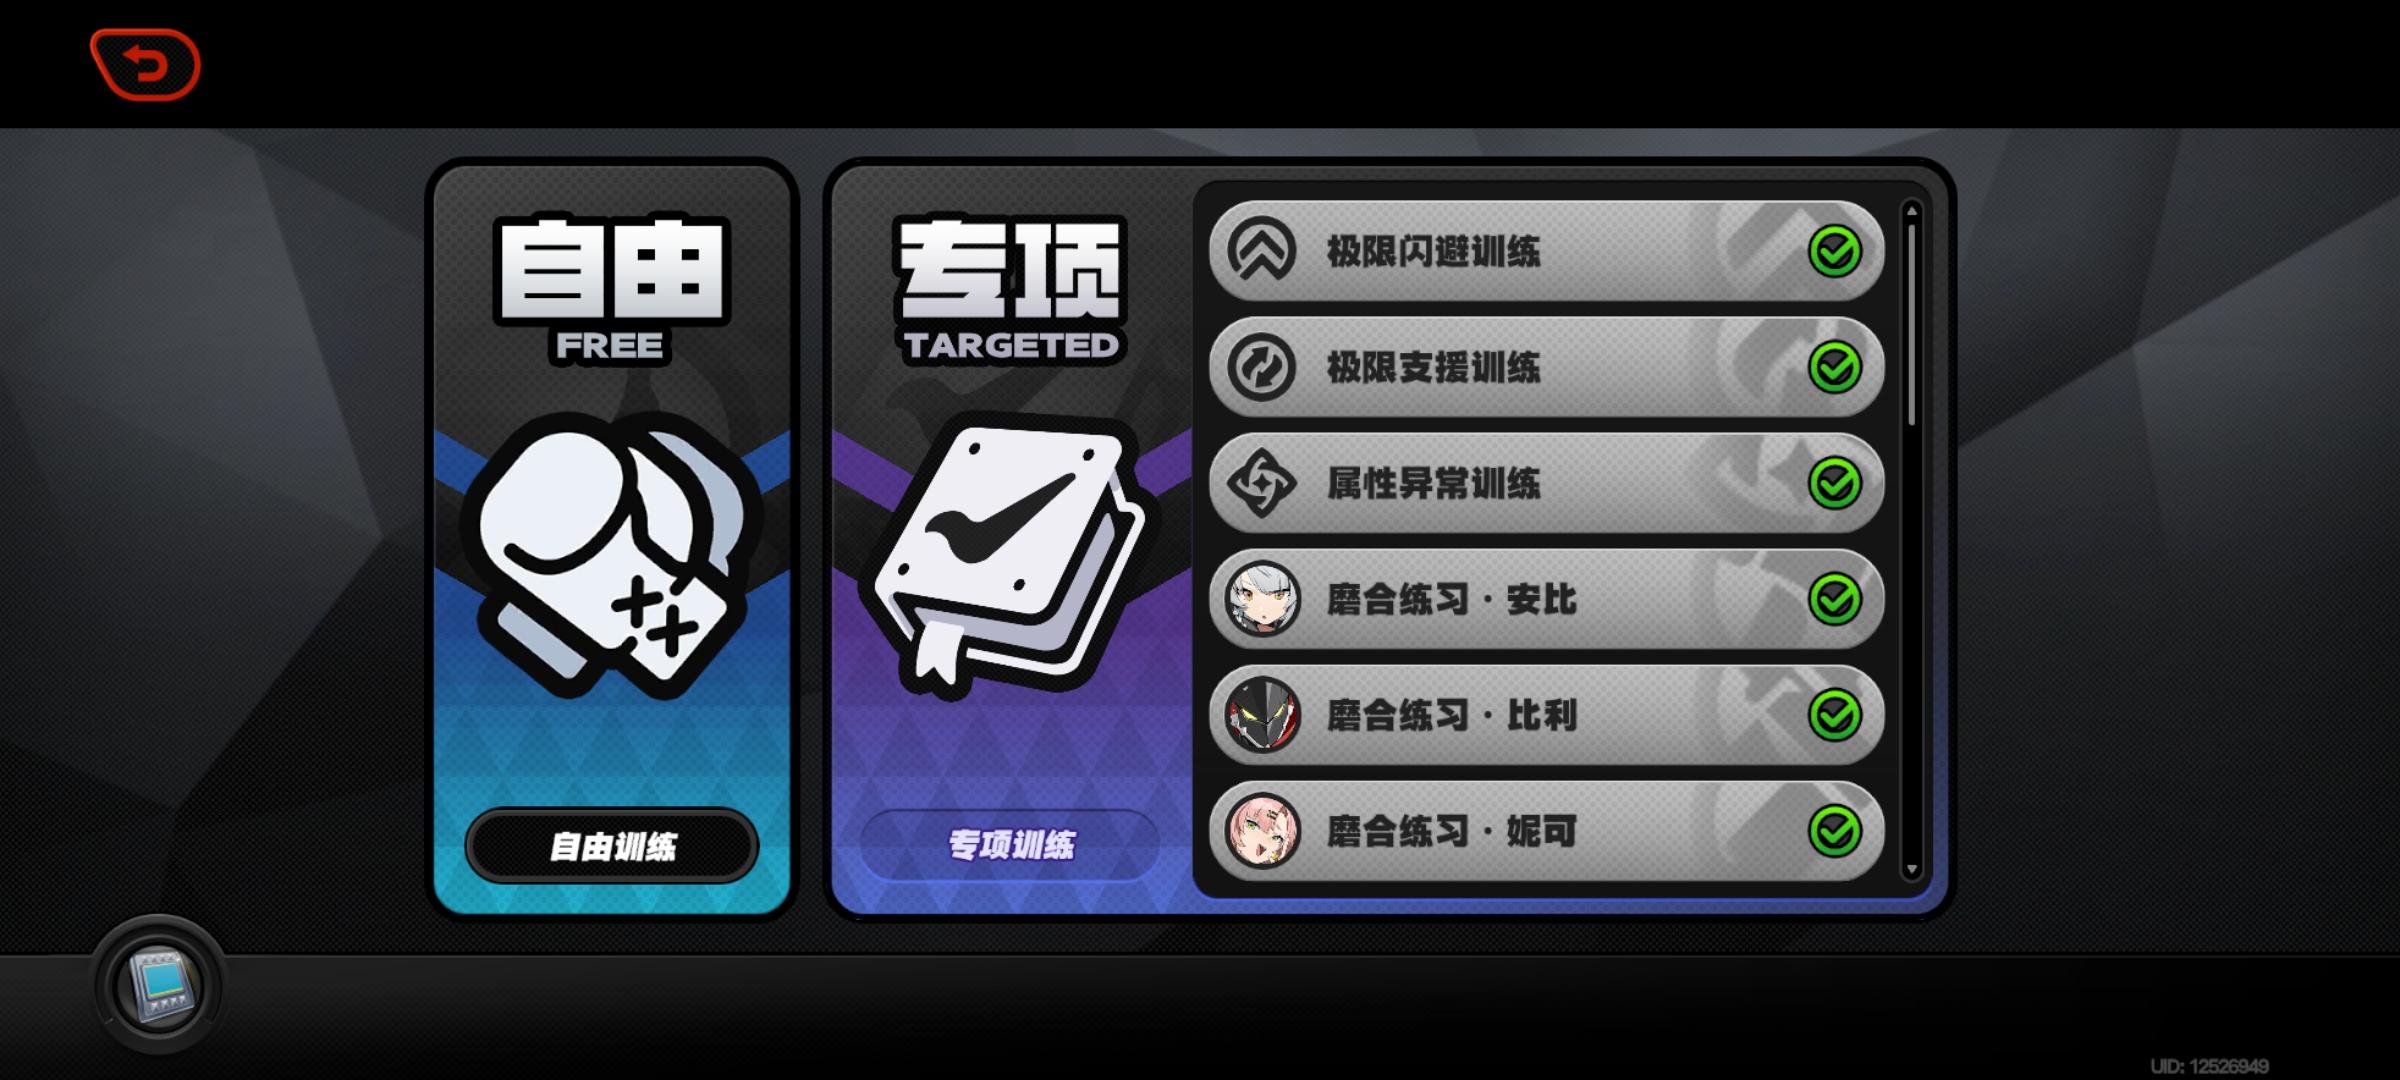 自由
FREE
自由训练
专项
TARGETED
专项训练
极限闪避训练
极限支援训练
属性异常训练
磨合练习·安比
磨合练习·比利
磨合练习·妮可
UID: 12526949